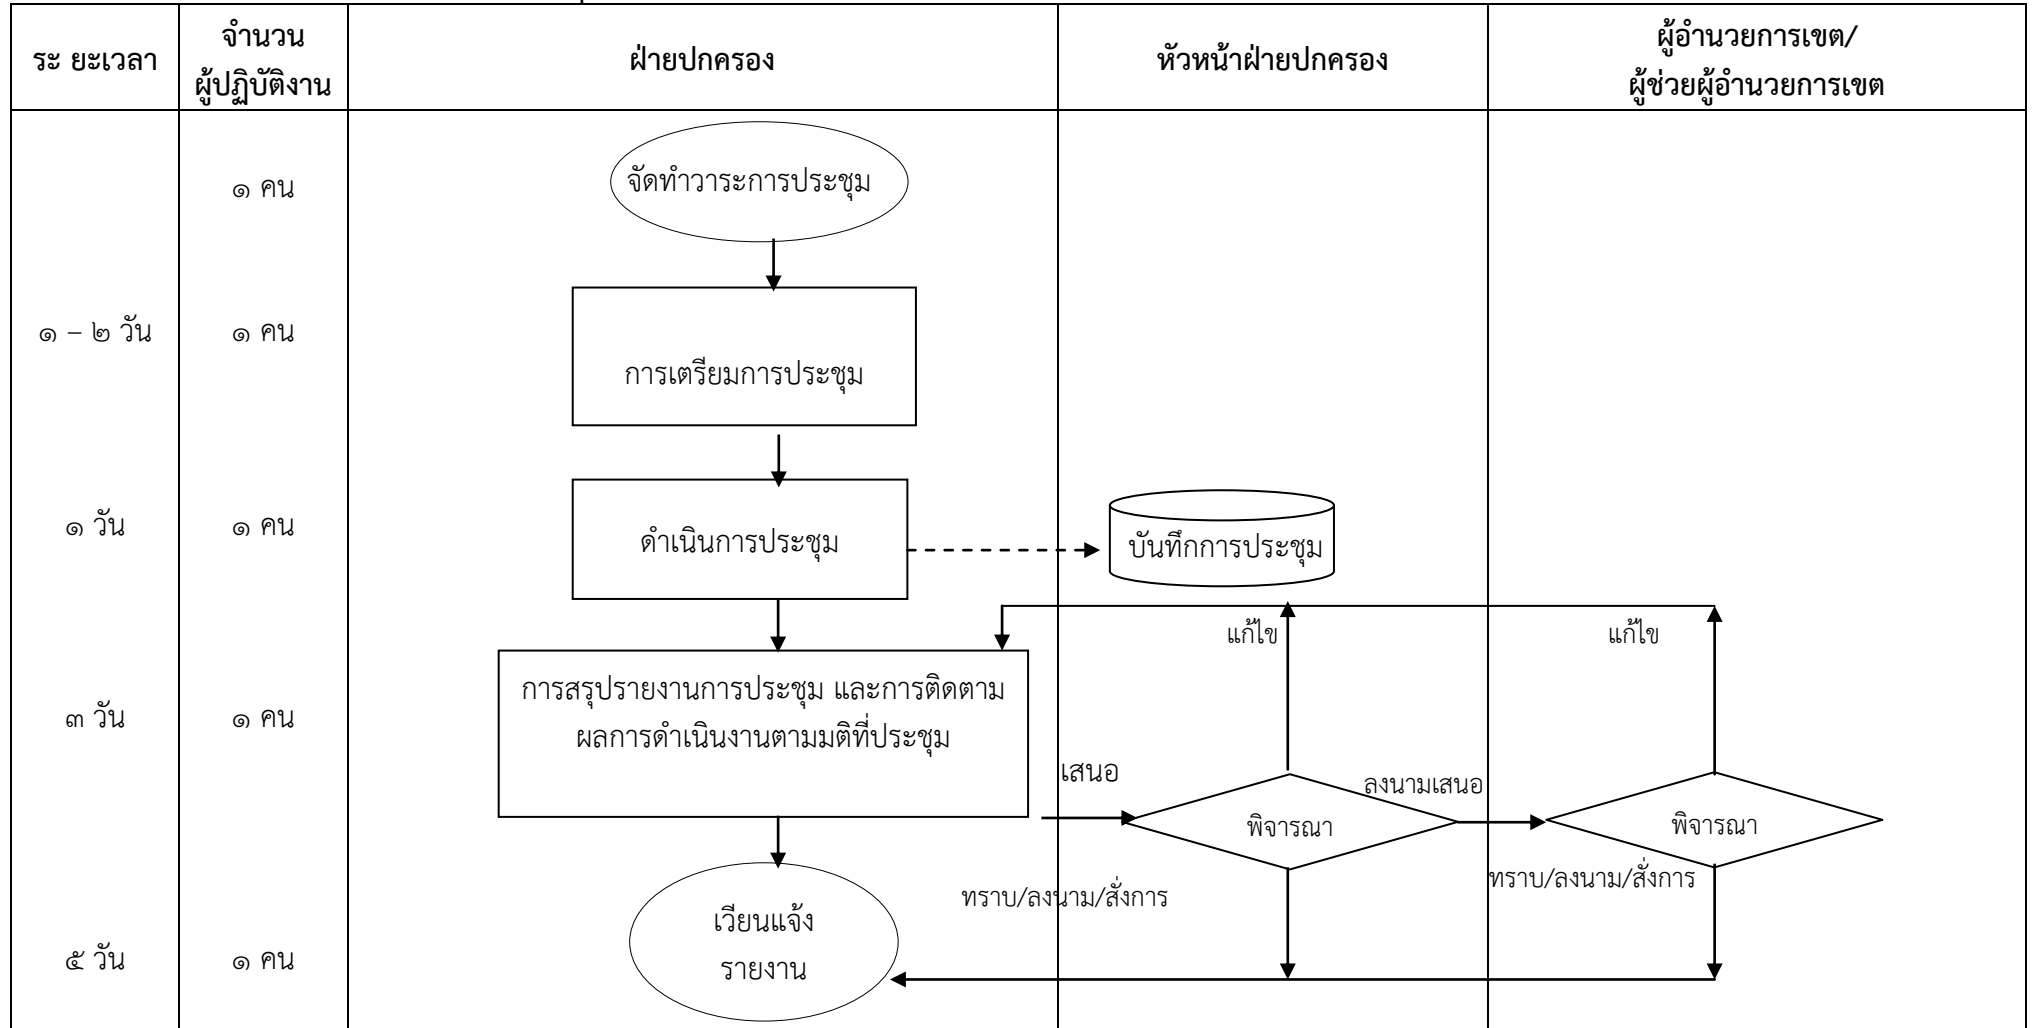 ระ ยะเวลา
จำนวน
ผู้ปฏิบัติงาน
ฝ่ายปกครอง
หัวหน้าฝ่ายปกครอง
ผู้อำนวยการเขต/
ผู้ช่วยผู้อำนวยการเขต
๑ คน
จัดทำวาระการประชุม
๑ – ๒ วัน
๑ คน
การเตรียมการประชุม
๑ วัน
๑ คน
ดำเนินการประชุม
บันทึกการประชุม
แก้ไข
แก้ไข
๓ วัน
๑ คน
การสรุปรายงานการประชุม และการติดตาม
ผลการดำเนินงานตามมติที่ประชุม
เสนอ
พิจารณา
ลงนามเสนอ
พิจารณา
ทราบ/ลงนาม/สั่งการ
ทราบ/ลงนาม/สั่งการ
๕ วัน
๑ คน
เวียนแจ้ง
รายงาน